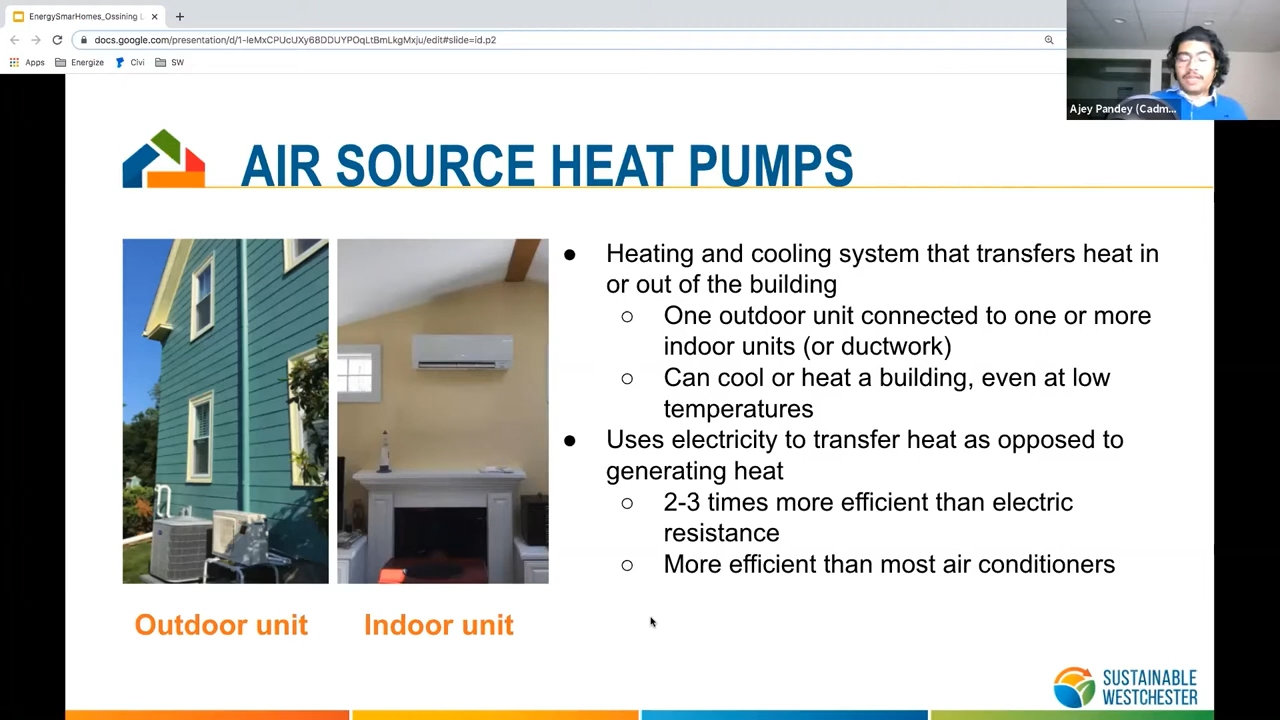 EnergySmarHomes_Ossining L
docs.google.com/presentation/d/1-IeMxCPUcUXy68DDUYPOqLtBmLkgMxju/edit#slide=id.p2
Apps Energize Civi SW
Ajey Pandey (Cadm...
AIR SOURCE HEAT PUMPS
● Heating and cooling system that transfers heat in
or out of the building
○ One outdoor unit connected to one or more
indoor units (or ductwork)
○ Can cool or heat a building, even at low
temperatures
● Uses electricity to transfer heat as opposed to
generating heat
○ 2-3 times more efficient than electric
resistance
○ More efficient than most air conditioners
Outdoor unit Indoor unit
SUSTAINABLE
WESTCHESTER